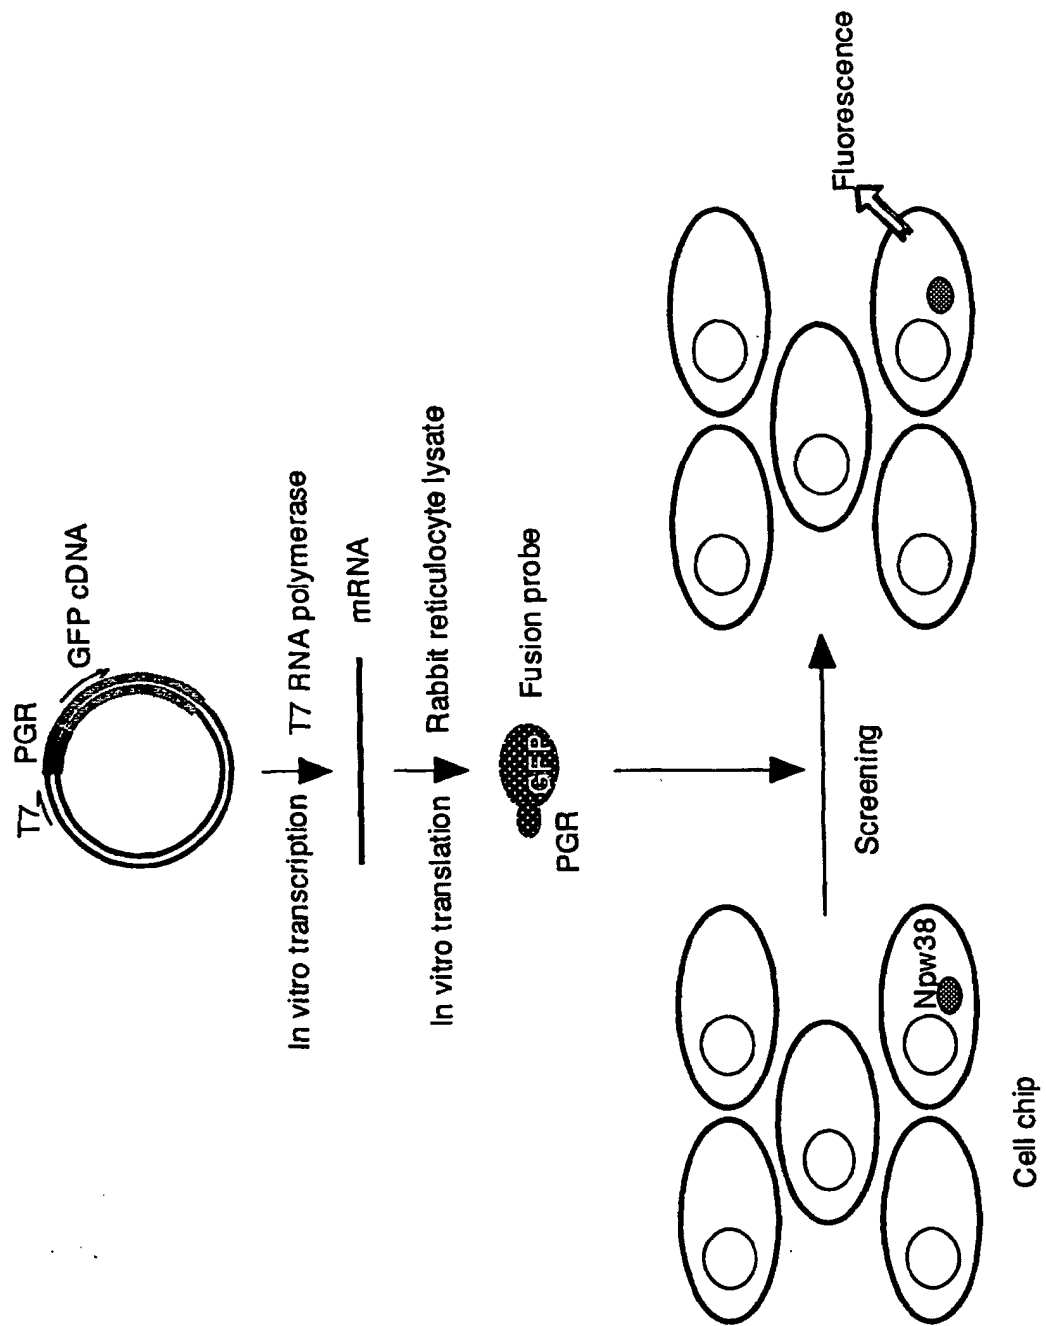 T7
PGR
GFP cDNA
In vitro transcription
T7 RNA polymerase
mRNA
In vitro translation
Rabbit reticulocyte lysate
GFP
PGR
Fusion probe
Screening
Npw38
Cell chip
Fluorescence